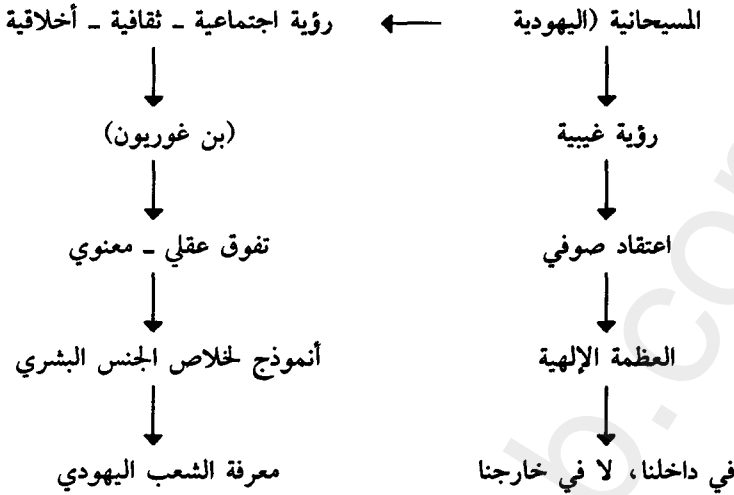 المسيحانية (اليهودية ← رؤية اجتماعية ـ ثقافية ـ أخلاقية
رؤية غيبية
(بن غوريون)
اعتقاد صوفي
تفوق عقلي ـ معنوي
العظمة الإلهية
أنموذج لخلاص الجنس البشري
في داخلنا، لا في خارجنا
معرفة الشعب اليهودي